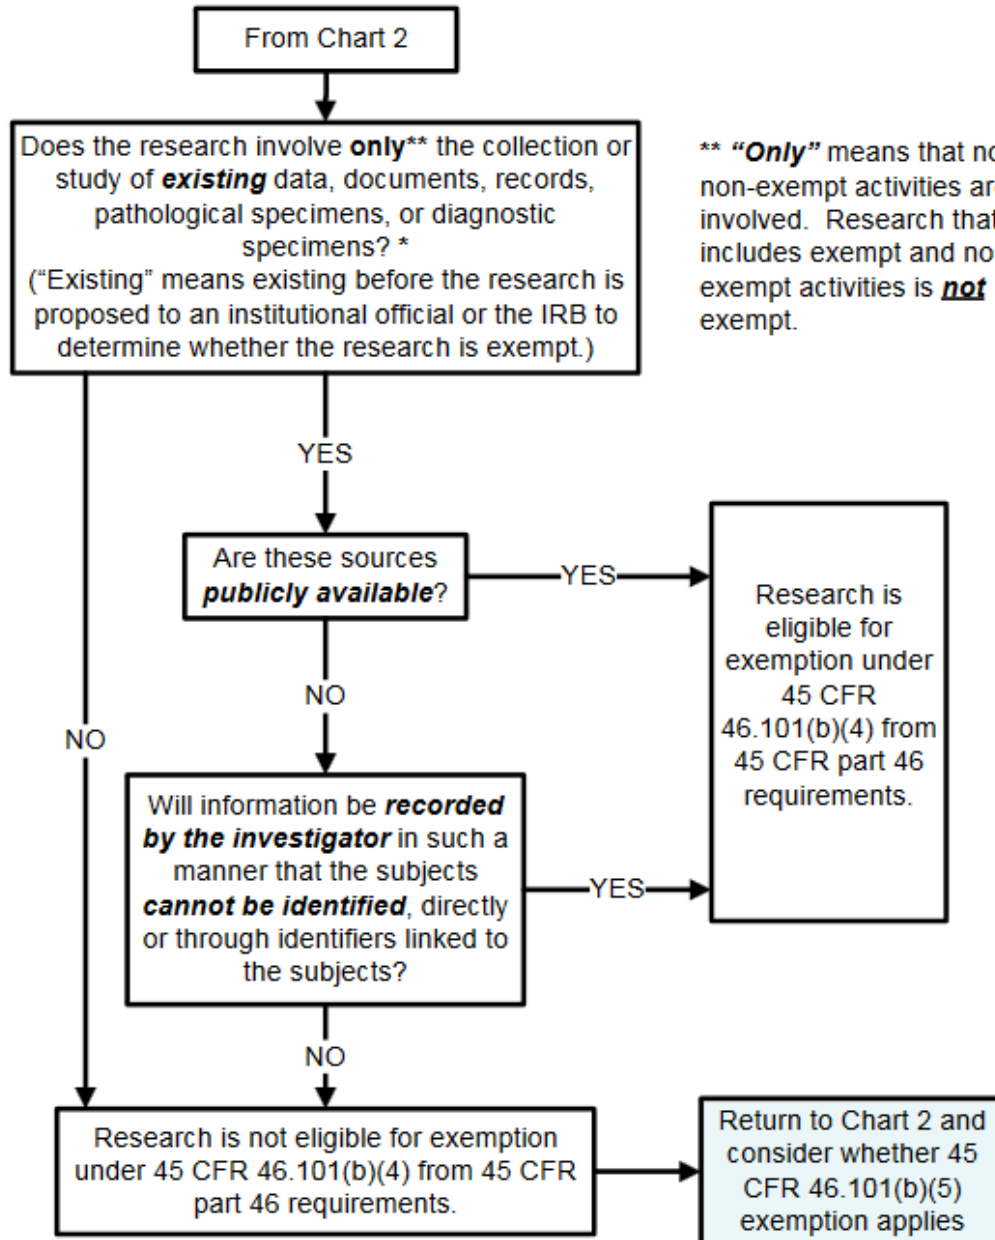 From Chart 2
Does the research involve only** the collection or
study of existing data, documents, records,
pathological specimens, or diagnostic
specimens? *
(“Existing” means existing before the research is
proposed to an institutional official or the IRB to
determine whether the research is exempt.)
** “Only” means that no
non-exempt activities are
involved. Research that
includes exempt and no
exempt activities is not
exempt.
YES
Are these sources
publicly available?
YES
Research is
eligible for
exemption under
45 CFR
46.101(b)(4) from
45 CFR part 46
requirements.
NO
NO
Will information be recorded
by the investigator in such a
manner that the subjects
cannot be identified, directly
or through identifiers linked to
the subjects?
YES
NO
Research is not eligible for exemption
under 45 CFR 46.101(b)(4) from 45 CFR
part 46 requirements.
Return to Chart 2 and
consider whether 45
CFR 46.101(b)(5)
exemption applies